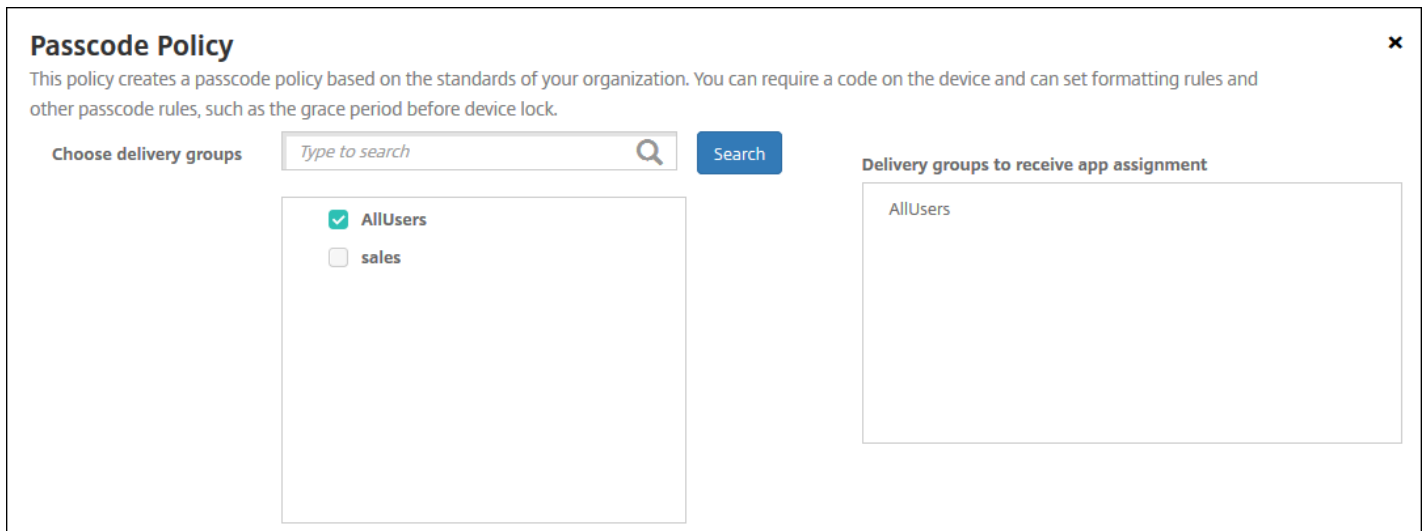 Passcode Policy
This policy creates a passcode policy based on the standards of your organization. You can require a code on the device and can set formatting rules and
other passcode rules, such as the grace period before device lock.
Choose delivery groups
Type to search
Search
AllUsers
sales
Delivery groups to receive app assignment
AllUsers